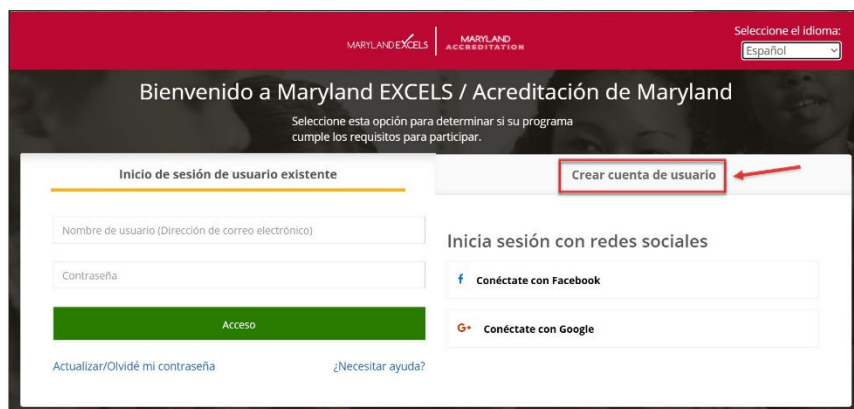 MARYLAND EXCELS
MARYLAND
ACCREDITATION
Seleccione el idioma:
Español
Bienvenido a Maryland EXCELS / Acreditación de Maryland
Seleccione esta opción para determinar si su programa
cumple los requisitos para participar.
Inicio de sesión de usuario existente
Crear cuenta de usuario
Nombre de usuario (Dirección de correo electrónico)
Contraseña
Acceso
Actualizar/Olvidé mi contraseña
¿Necesitar ayuda?
Inicia sesión con redes sociales
f Conéctate con Facebook
G+ Conéctate con Google